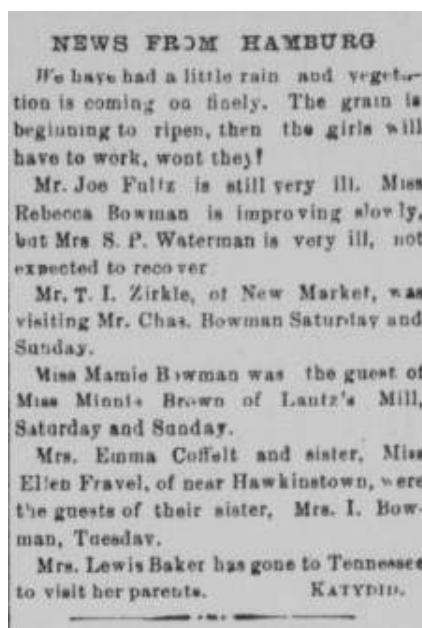 NEWS FROM HAMBURG
We have had a little rain and vegeta-
tion is coming on finely. The grain is
beginning to ripen, then the girls will
have to work, wont they?
Mr. Joe Fultz is still very ill. Miss
Rebecca Bowman is improving slowly,
but Mrs S. P. Waterman is very ill, not
expected to recover
Mr. T. I. Zirkle, of New Market, was
visiting Mr. Chas. Bowman Saturday and
Sunday.
Miss Mamie Bowman was the guest of
Miss Minnie Brown of Lantz's Mill,
Saturday and Sunday.
Mrs. Emma Coffelt and sister, Miss
Ellen Fravel, of near Hawkinstown, were
the guests of their sister, Mrs. I. Bow-
man, Tuesday.
Mrs. Lewis Baker has gone to Tennessee
to visit her parents. KATYDID.